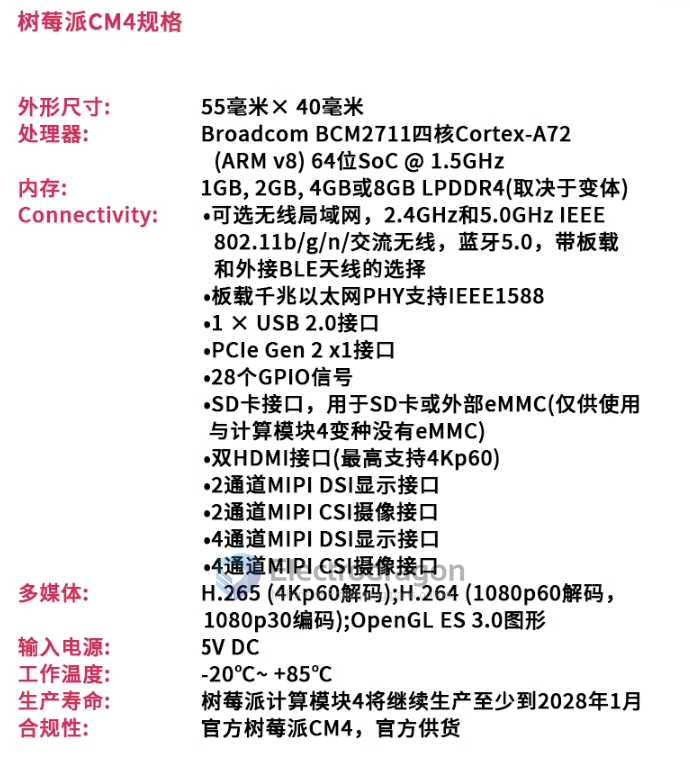 树莓派CM4规格
外形尺寸: 55毫米× 40毫米
处理器: Broadcom BCM2711四核Cortex-A72
(ARM v8) 64位SoC @ 1.5GHz
内存: 1GB, 2GB, 4GB或8GB LPDDR4(取决于变体)
Connectivity: •可选无线局域网，2.4GHz和5.0GHz IEEE
802.11b/g/n/交流无线，蓝牙5.0，带板载
和外接BLE天线的选择
•板载千兆以太网PHY支持IEEE1588
•1 × USB 2.0接口
•PCIe Gen 2 x1接口
•28个GPIO信号
•SD卡接口，用于SD卡或外部eMMC(仅供使用
与计算模块4变种没有eMMC)
•双HDMI接口(最高支持4Kp60)
•2通道MIPI DSI显示接口
•2通道MIPI CSI摄像接口
•4通道MIPI DSI显示接口
•4通道MIPI CSI摄像接口
Electrodragon
多媒体: H.265 (4Kp60解码);H.264 (1080p60解码，
1080p30编码);OpenGL ES 3.0图形
输入电源: 5V DC
工作温度: -20℃~ +85℃
生产寿命: 树莓派计算模块4将继续生产至少到2028年1月
合规性: 官方树莓派CM4，官方供货